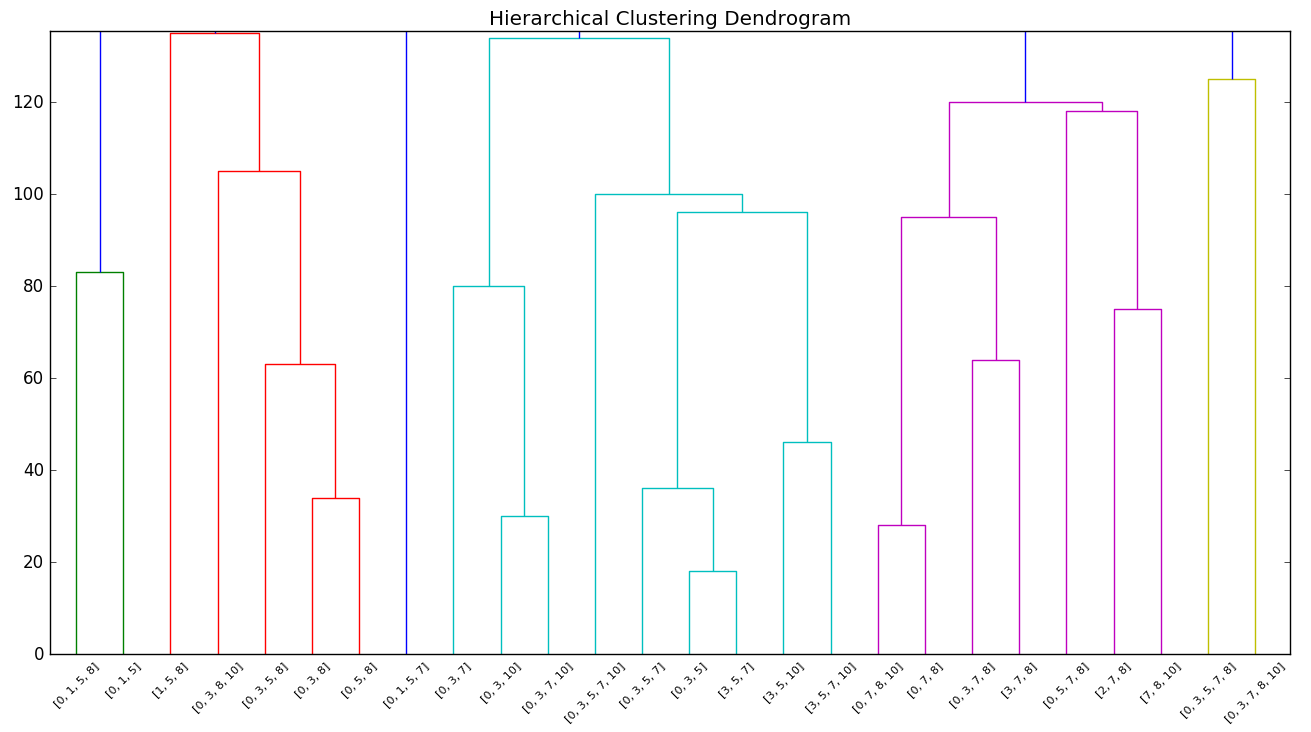 Hierarchical Clustering Dendrogram
120
100
80
60
40
20
0
[0, 1, 5, 8]
[0, 1, 5]
[1, 5, 8]
[0, 3, 8, 10]
[0, 3, 5, 8]
[0, 3, 8]
[0, 5, 8]
[0, 1, 5, 7]
[0, 3, 7]
[0, 3, 10]
[0, 3, 7, 10]
[0, 3, 5, 7, 10]
[0, 3, 5, 7]
[0, 3, 5]
[3, 5, 7]
[3, 5, 10]
[3, 5, 7, 10]
[0, 7, 8, 10]
[0, 7, 8]
[0, 3, 7, 8]
[3, 7, 8]
[0, 5, 7, 8]
[2, 7, 8]
[7, 8, 10]
[0, 3, 5, 7, 8]
[0, 3, 7, 8, 10]